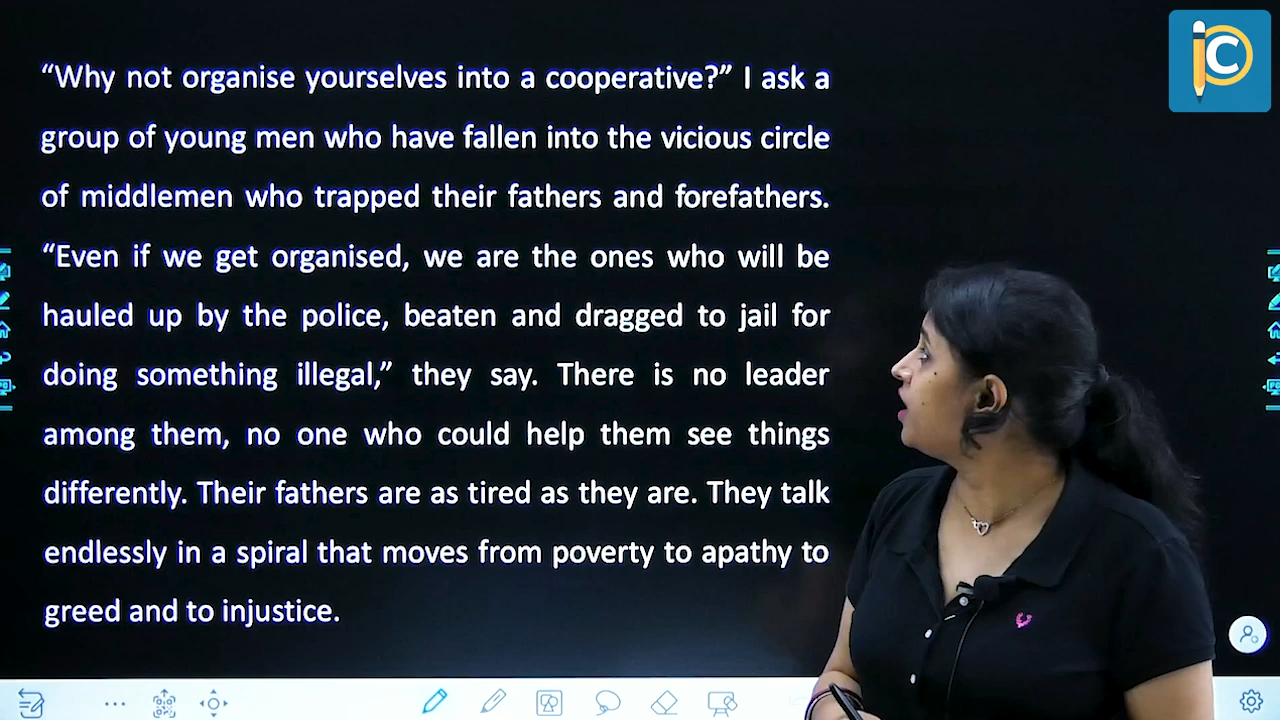 “Why not organise yourselves into a cooperative?” I ask a
group of young men who have fallen into the vicious circle
of middlemen who trapped their fathers and forefathers.
“Even if we get organised, we are the ones who will be
hauled up by the police, beaten and dragged to jail for
doing something illegal,” they say. There is no leader
among them, no one who could help them see things
differently. Their fathers are as tired as they are. They talk
endlessly in a spiral that moves from poverty to apathy to
greed and to injustice.
C